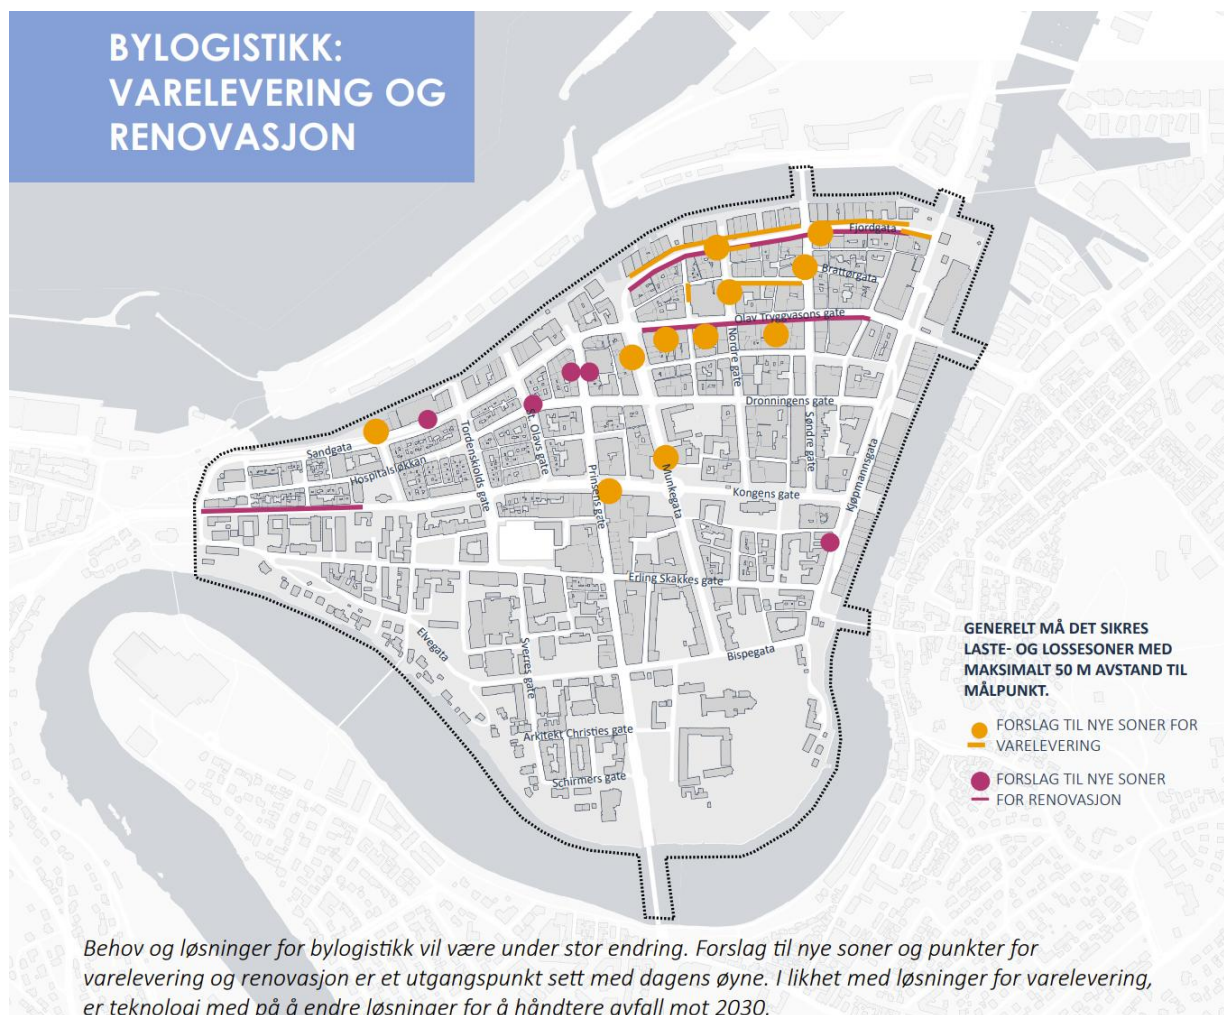 BYLOGISTIKK:
VARELEVERING OG
RENOVASJON
Fjordgata
Brattørgata
Olav Tryggvasons gate
Nordre gate
Dronningens gate
Søndre gate
St. Olavs gate
Tordenskiolds gate
Sandgata
Hospitalsløkkan
Prinsens gate
Munkegata
Kongens gate
Kjøpmannsgata
Erling Skakkes gate
Elvegata
Sverres gate
Bispegata
Arkitekt Christies gate
Schirmers gate
GENERELT MÅ DET SIKRES
LASTE- OG LOSSESONER MED
MAKSIMALT 50 M AVSTAND TIL
MÅLPUNKT.
FORSLAG TIL NYE SONER FOR
VARELEVERING
FORSLAG TIL NYE SONER
FOR RENOVASJON
Behov og løsninger for bylogistikk vil være under stor endring. Forslag til nye soner og punkter for
varelevering og renovasjon er et utgangspunkt sett med dagens øyne. I likhet med løsninger for varelevering,
er teknologi med på å endre løsninger for å håndtere avfall mot 2030.